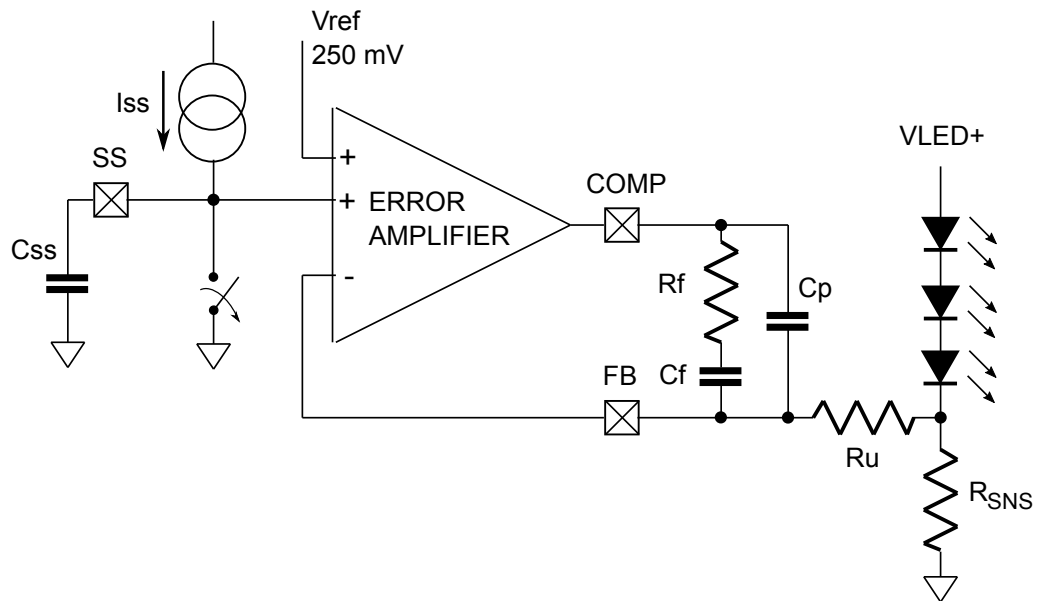 Vref
250 mV
Iss
SS
Css
+
+
-
ERROR
AMPLIFIER
COMP
VLED+
Rf
Cp
Cf
FB
Ru
RSNS